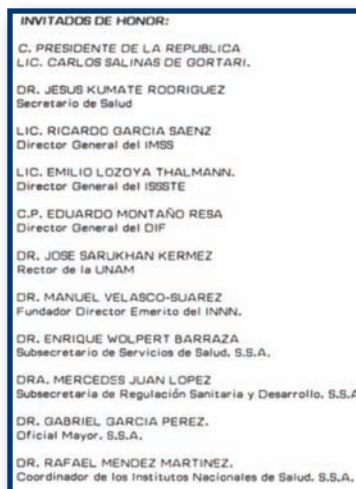 INVITADOS DE HONOR:
C. PRESIDENTE DE LA REPUBLICA
LIC. CARLOS SALINAS DE GORTARI.
DR. JESUS KUMATE RODRIGUEZ
Secretario de Salud
LIC. RICARDO GARCIA SAENZ
Director General del IMSS
LIC. EMILIO LOZOYA THALMANN.
Director General del ISSSTE
C.P. EDUARDO MONTAÑO RESA
Director General del DIF
DR. JOSE SARUKHAN KERMEZ
Rector de la UNAM
DR. MANUEL VELASCO-SUAREZ
Fundador Director Emerito del INNN.
DR. ENRIQUE WOLPERT BARRAZA
Subsecretario de Servicios de Salud, S.S.A.
DRA. MERCEDES JUAN LOPEZ
Subsecretaria de Regulación Sanitaria y Desarrollo, S.S.A
DR. GABRIEL GARCIA PEREZ.
Oficial Mayor, S.S.A.
DR. RAFAEL MENDEZ MARTINEZ.
Coordinador de los Institutos Nacionales de Salud, S.S.A.